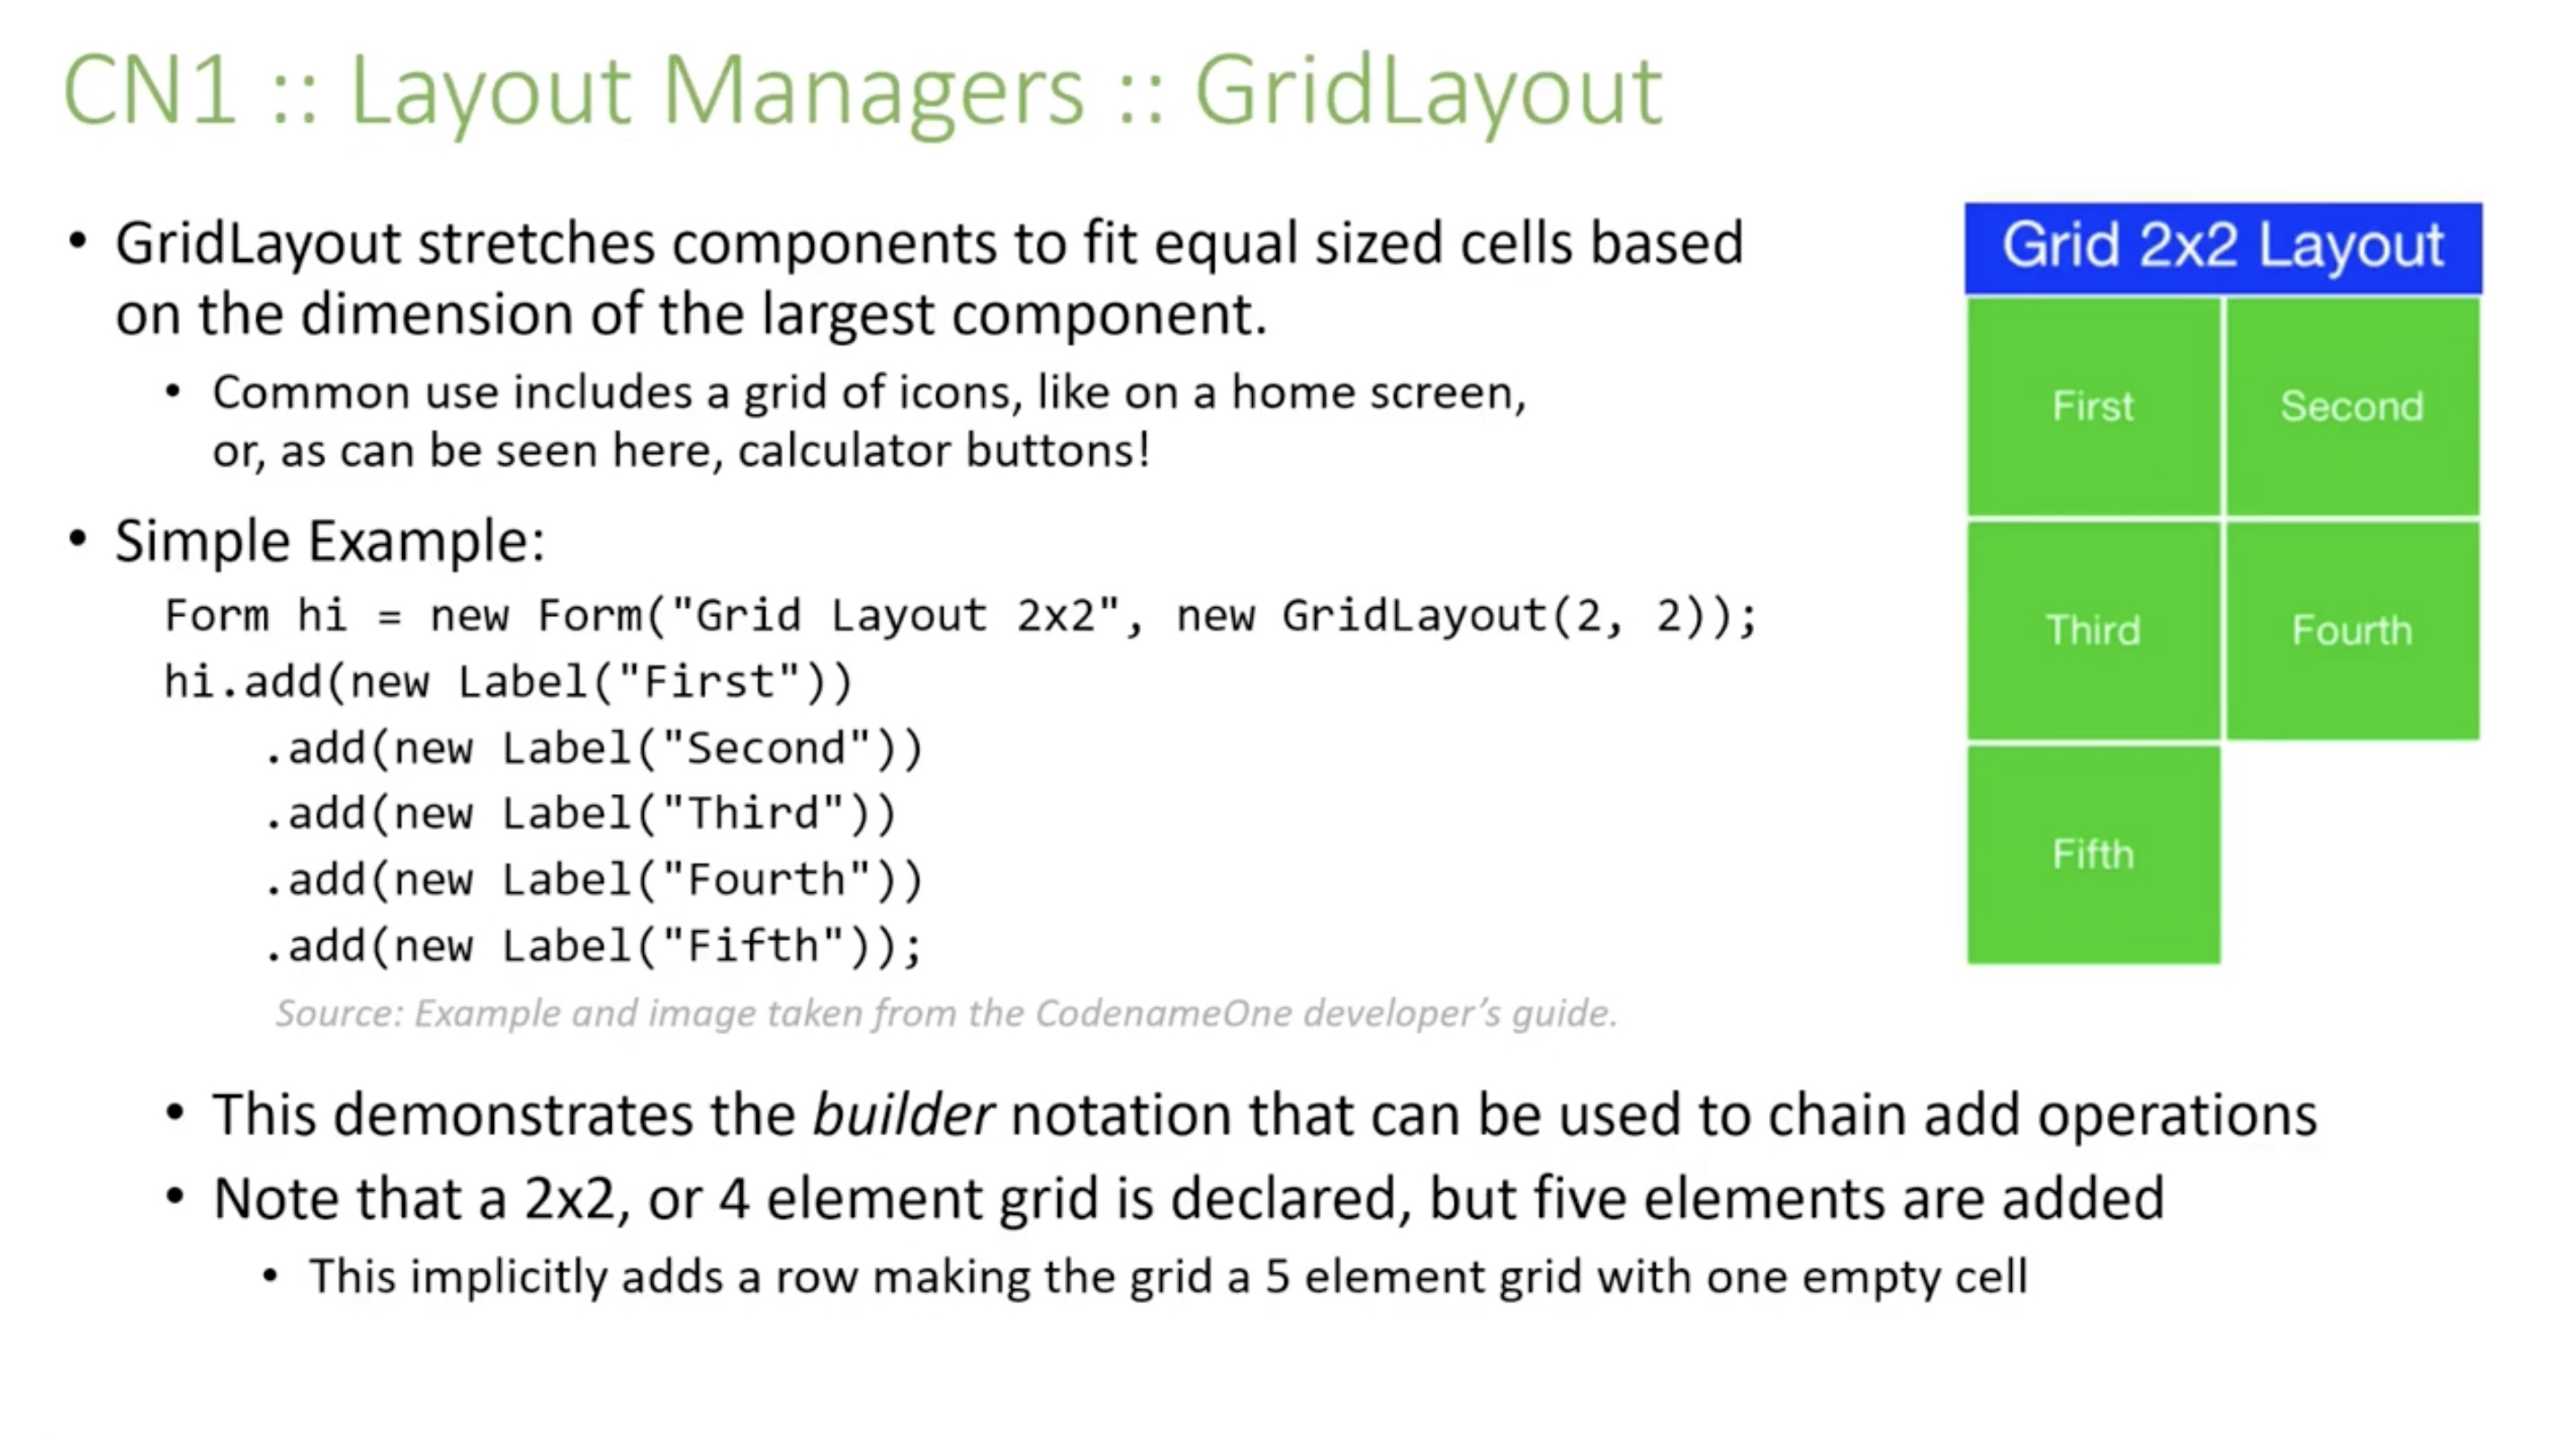 CN1 :: Layout Managers :: GridLayout
• GridLayout stretches components to fit equal sized cells based
on the dimension of the largest component.
• Common use includes a grid of icons, like on a home screen,
or, as can be seen here, calculator buttons!
• Simple Example:
Form hi = new Form("Grid Layout 2x2", new GridLayout(2, 2));
hi.add(new Label("First"))
.add(new Label("Second"))
.add(new Label("Third"))
.add(new Label("Fourth"))
.add(new Label("Fifth"));
Source: Example and image taken from the CodenameOne developer’s guide.
• This demonstrates the builder notation that can be used to chain add operations
• Note that a 2x2, or 4 element grid is declared, but five elements are added
• This implicitly adds a row making the grid a 5 element grid with one empty cell
Grid 2x2 Layout
First Second
Third Fourth
Fifth